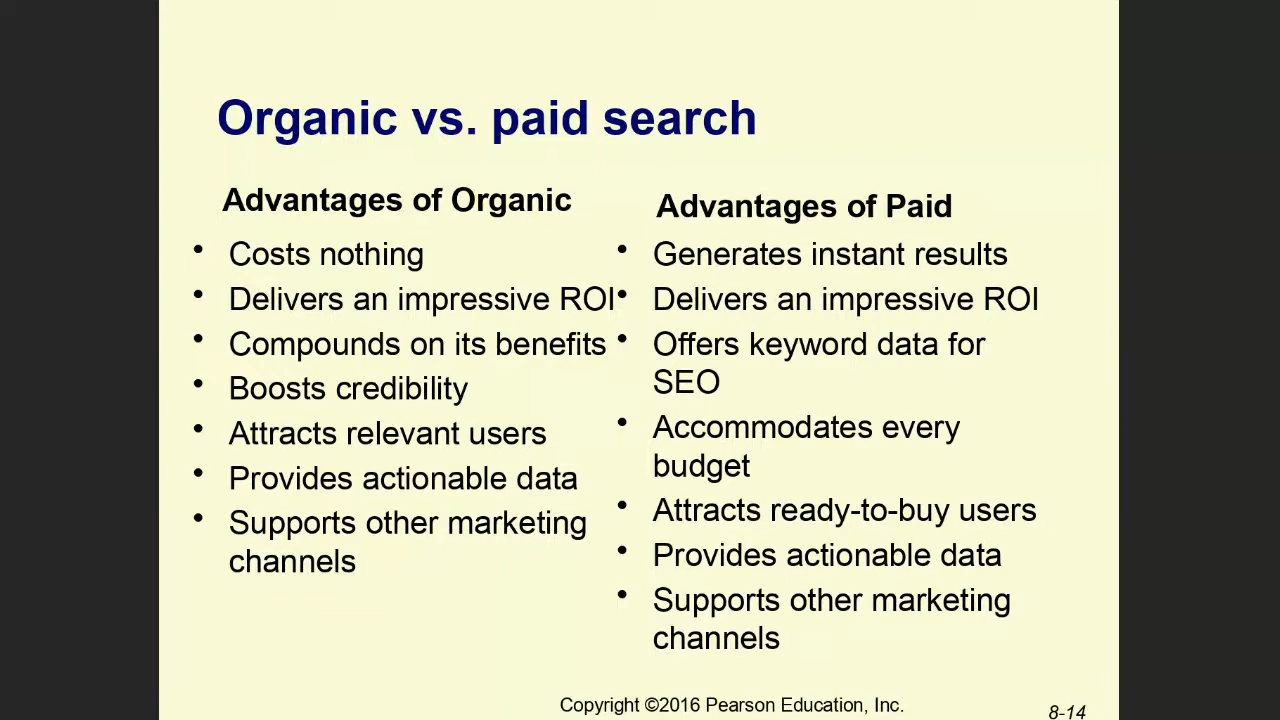 Organic vs. paid search
Advantages of Organic
• Costs nothing
• Delivers an impressive ROI
• Compounds on its benefits
• Boosts credibility
• Attracts relevant users
• Provides actionable data
• Supports other marketing
channels
Advantages of Paid
• Generates instant results
• Delivers an impressive ROI
• Offers keyword data for
SEO
• Accommodates every
budget
• Attracts ready-to-buy users
• Provides actionable data
• Supports other marketing
channels
Copyright ©2016 Pearson Education, Inc.
8-14